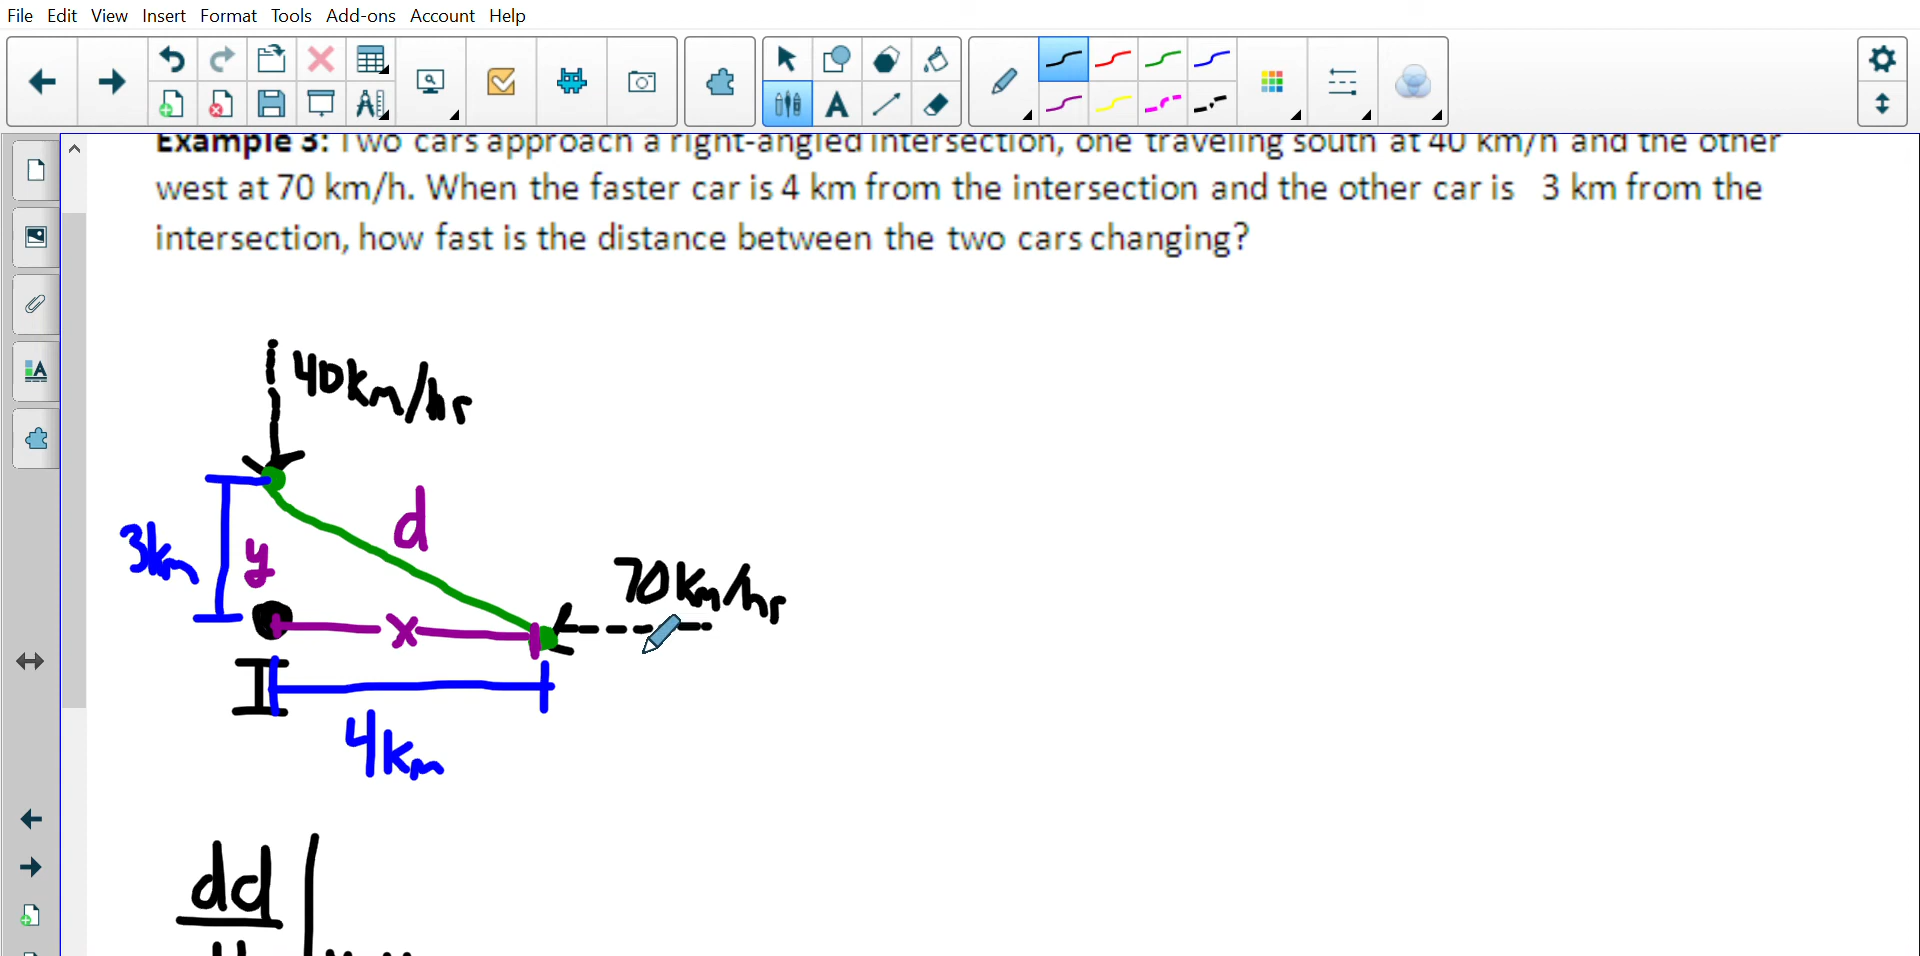 File Edit View Insert Format Tools Add-ons Account Help
Example 3: Two cars approach a right-angled intersection, one traveling south at 40 km/h and the other
west at 70 km/h. When the faster car is 4 km from the intersection and the other car is 3 km from the
intersection, how fast is the distance between the two cars changing?
40km/hr
d
3km
y
70km/hr
x
I
4km
dd